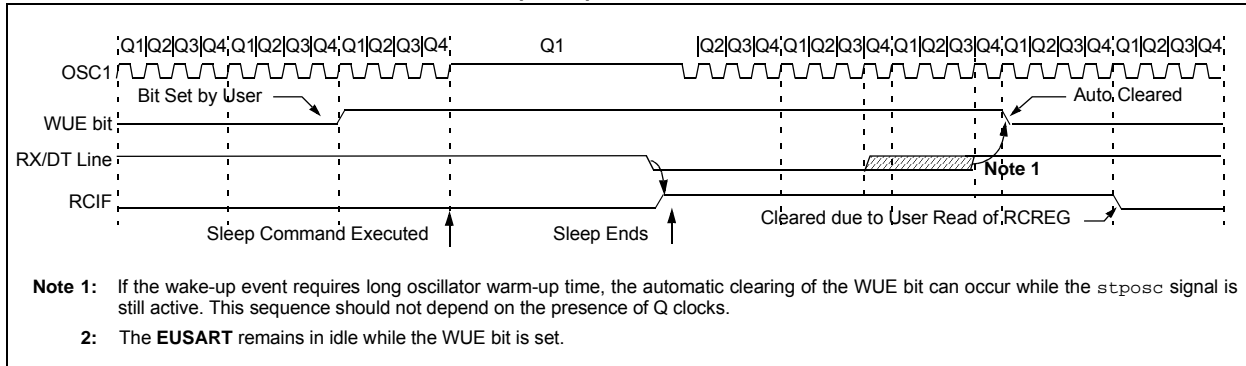 Q1|Q2|Q3|Q4 Q1|Q2|Q3|Q4 Q1|Q2|Q3|Q4 Q1 |Q2|Q3|Q4 Q1|Q2|Q3|Q4 Q1|Q2|Q3|Q4 Q1|Q2|Q3|Q4 Q1|Q2|Q3|Q4
OSC1
Bit Set by User Auto Cleared
WUE bit
RX/DT Line
Note 1
RCIF
Cleared due to User Read of RCREG
Sleep Command Executed Sleep Ends
Note 1: If the wake-up event requires long oscillator warm-up time, the automatic clearing of the WUE bit can occur while the stposc signal is
still active. This sequence should not depend on the presence of Q clocks.
2: The EUSART remains in idle while the WUE bit is set.